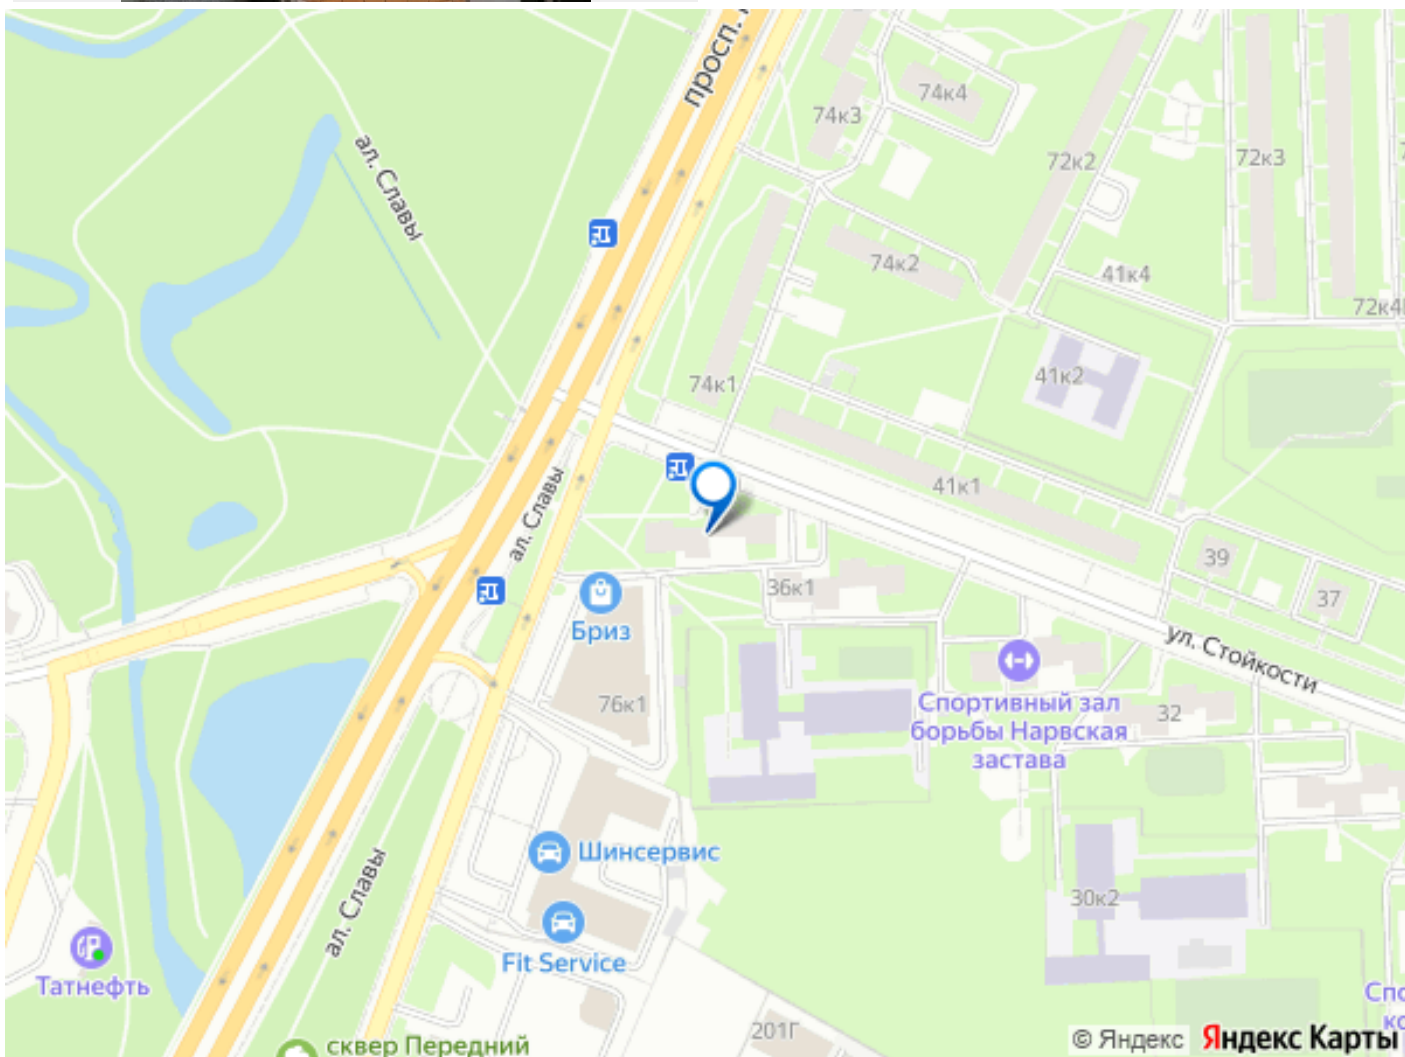 просп.
ал. Славы
74к4
74к3
72к2
72к3
74к2
41к4
72к4
74к1
41к2
41к1
ал. Славы
39
36к1
37
Бриз
ул. Стойкости
76к1
Спортивный зал
борьбы Нарвская
застава
32
Шинсервис
ал. Славы
30к2
Fit Service
Татнефть
201Г
сквер Передний
© Яндекс Яндекс Карты